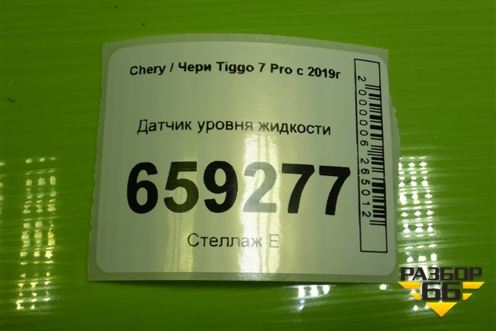 Chery / Чери Tiggo 7 Pro с 2019г
Датчик уровня жидкости
659277
Стеллаж Е
2000006265012
РАЗБОР
66